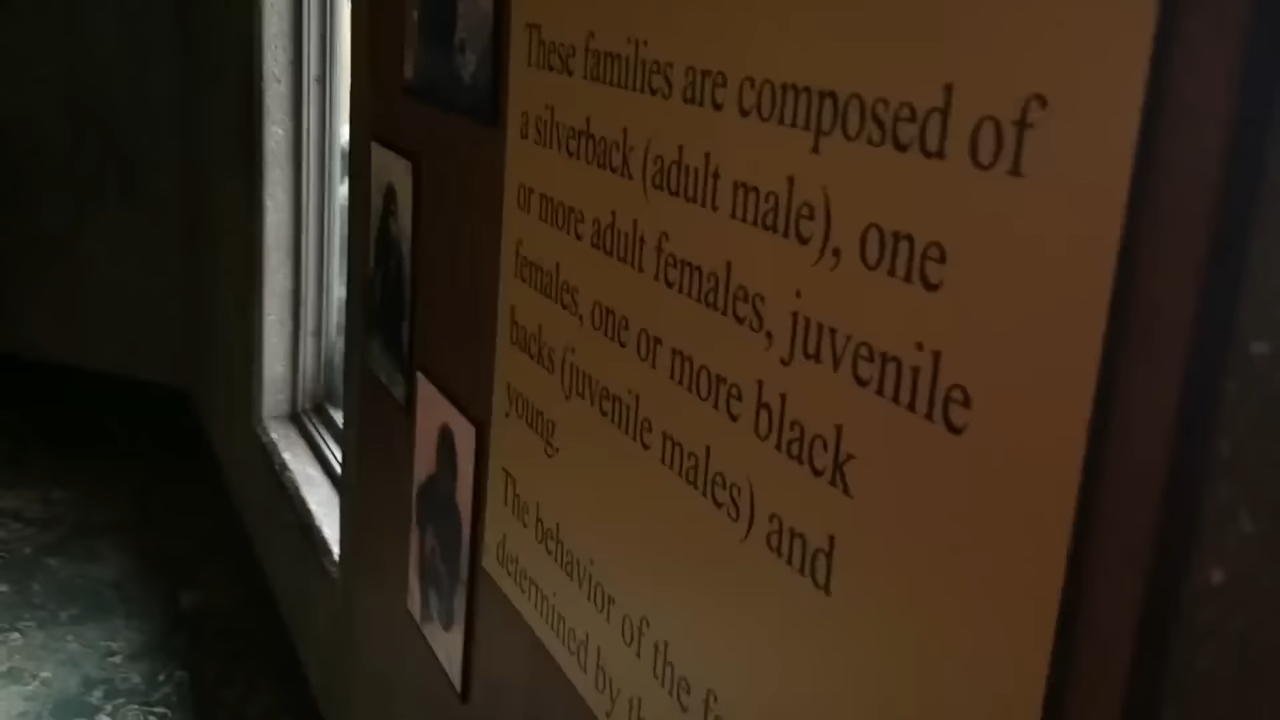 These families are composed of
a silverback (adult male), one
or more adult females, juvenile
females, one or more black
backs (juvenile males) and
young.
The behavior of the
determined by